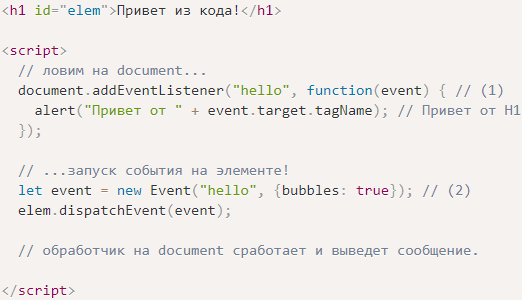 <h1 id="elem">Привет из кода!</h1>
<script>
// ловим на document...
document.addEventListener("hello", function(event) { // (1)
alert("Привет от " + event.target.tagName); // Привет от H1
});
// ...запуск события на элементе!
let event = new Event("hello", {bubbles: true}); // (2)
elem.dispatchEvent(event);
// обработчик на document сработает и выведет сообщение.
</script>